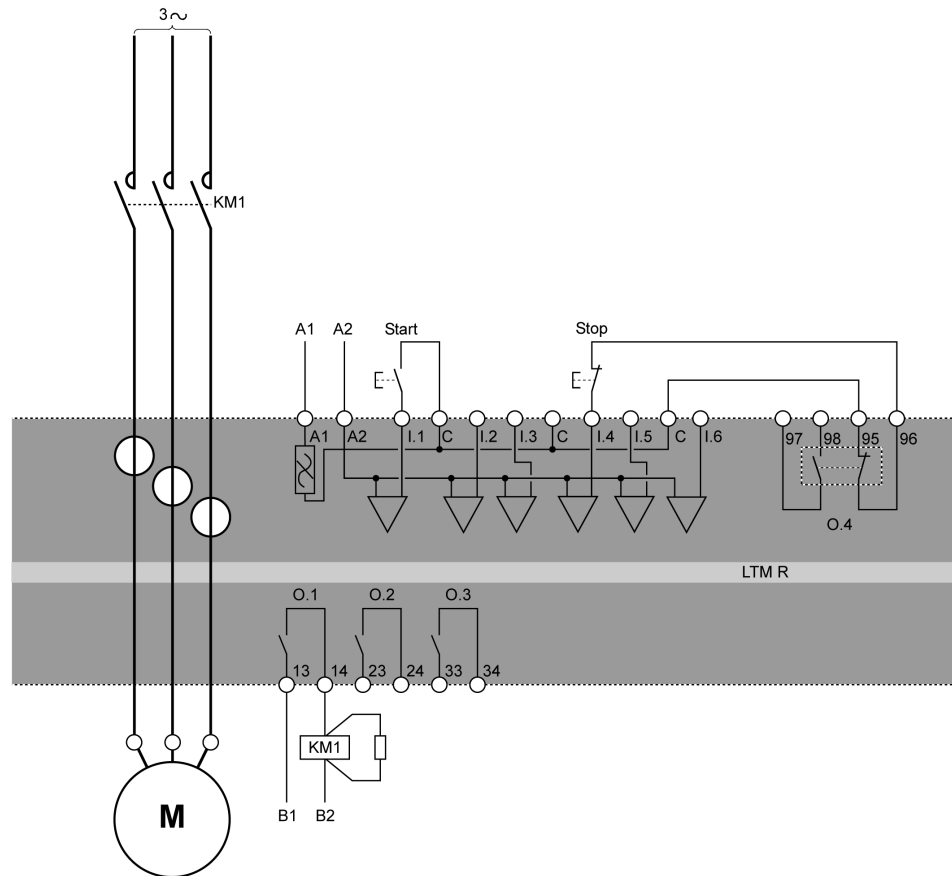 3
KM1
A1 A2 Start Stop
A1 A2 I.1 C I.2 I.3 C I.4 I.5 C I.6 97 98 95 96
O.4
LTM R
O.1 O.2 O.3
13 14 23 24 33 34
KM1
B1 B2
M